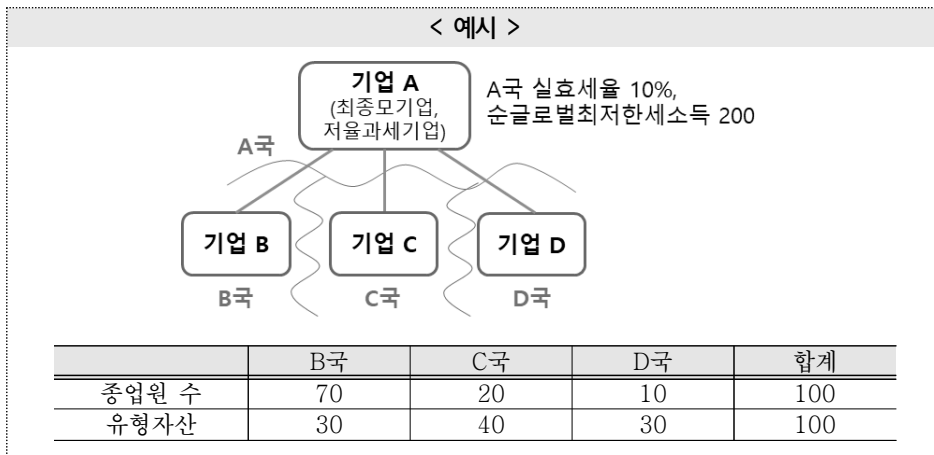 < 예시 >
기업 A
(최종모기업,
저율과세기업)
A국 실효세율 10%,
순글로벌최저한세소득 200
A국
기업 B
기업 C
기업 D
B국
C국
D국
B국 C국 D국 합계
종업원 수 70 20 10 100
유형자산 30 40 30 100